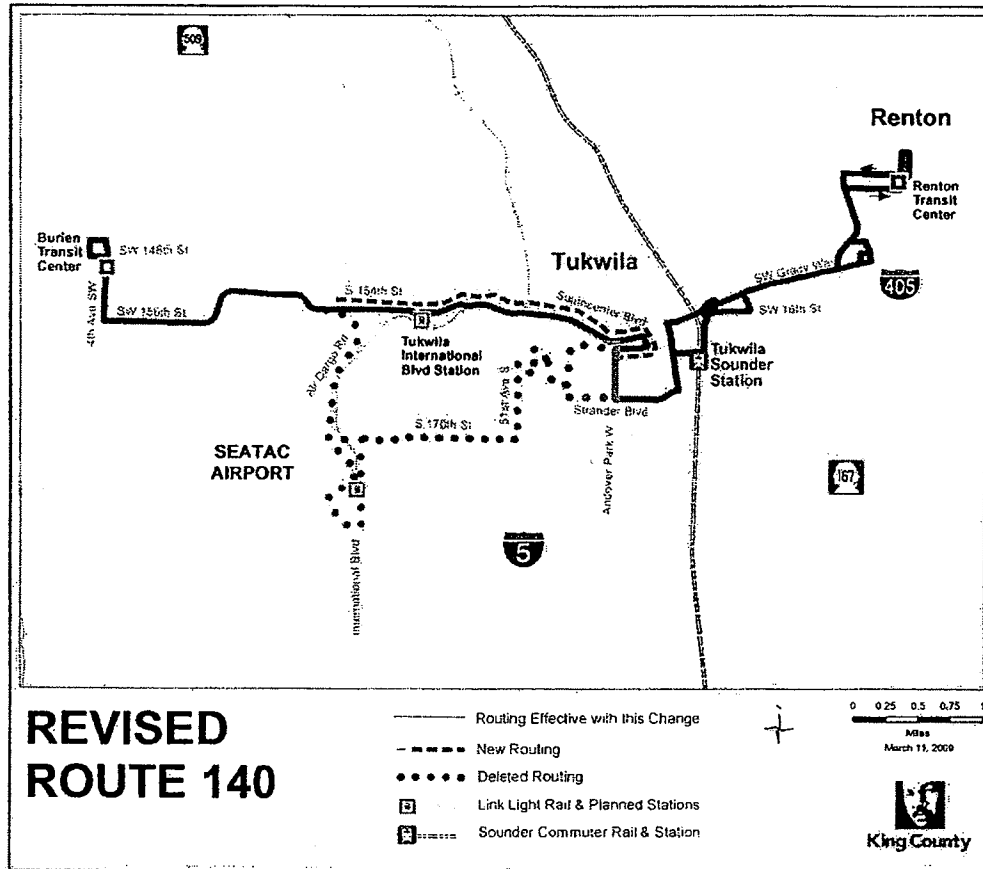 509
Renton
Renton
Transit
Center
Burien
Transit
Center
SW 148th St
4th Ave SW
SW 156th St
Tukwila
S 154th St
Southcenter Blvd
SW Grady Way
405
SW 16th St
Tukwila
International
Blvd Station
Tukwila
Sounder
Station
Air Cargo Rd
51st Ave S
Strander Blvd
S 170th St
SEATAC
AIRPORT
Andover Park W
167
5
International Blvd
REVISED
ROUTE 140
Routing Effective with this Change
New Routing
Deleted Routing
Link Light Rail & Planned Stations
Sounder Commuter Rail & Station
0 0.25 0.5 0.75 1
Miles
March 11, 2009
King County